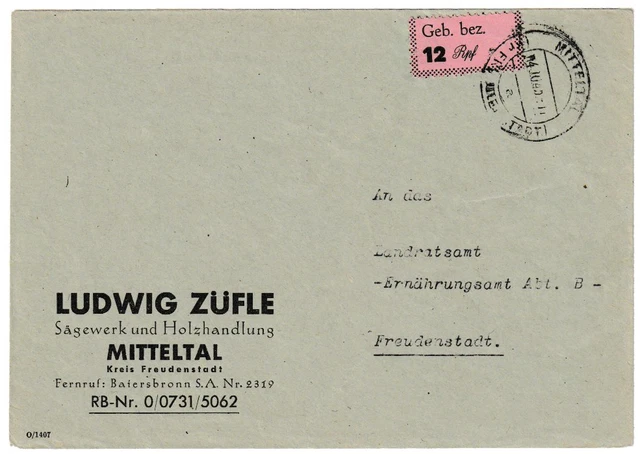 Geb. bez.
12 Rpf
MITTELTAL
An das
Landratsamt
-Ernährungsamt Abt. B -
Freudenstadt.
LUDWIG ZÜFLE
Sägewerk und Holzhandlung
MITTELTAL
Kreis Freudenstadt
Fernruf: Baiersbronn S.A. Nr. 2319
RB-Nr. 0/0731/5062
O/1407